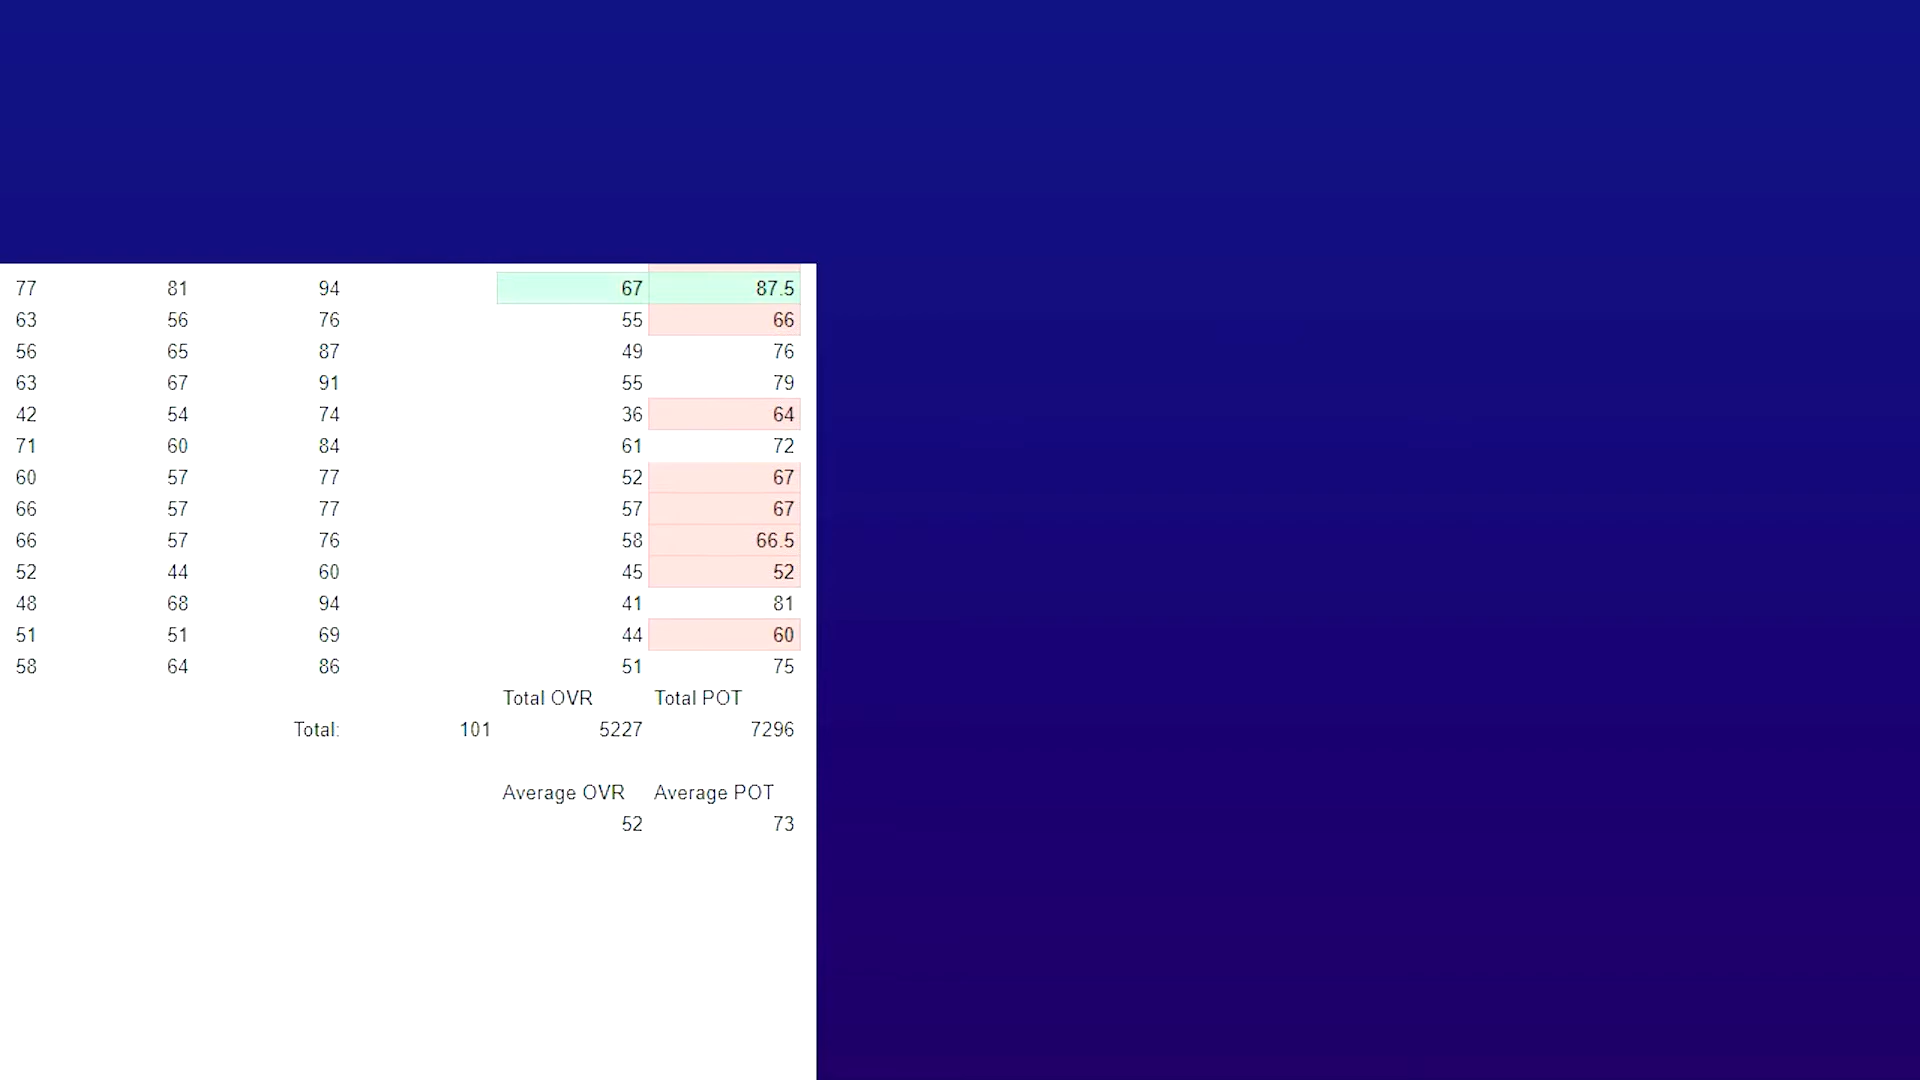 77 81 94 67 87.5
63 56 76 55 66
56 65 87 49 76
63 67 91 55 79
42 54 74 36 64
71 60 84 61 72
60 57 77 52 67
66 57 77 57 67
66 57 76 58 66.5
52 44 60 45 52
48 68 94 41 81
51 51 69 44 60
58 64 86 51 75
Total OVR Total POT
Total: 101 5227 7296
Average OVR Average POT
52 73